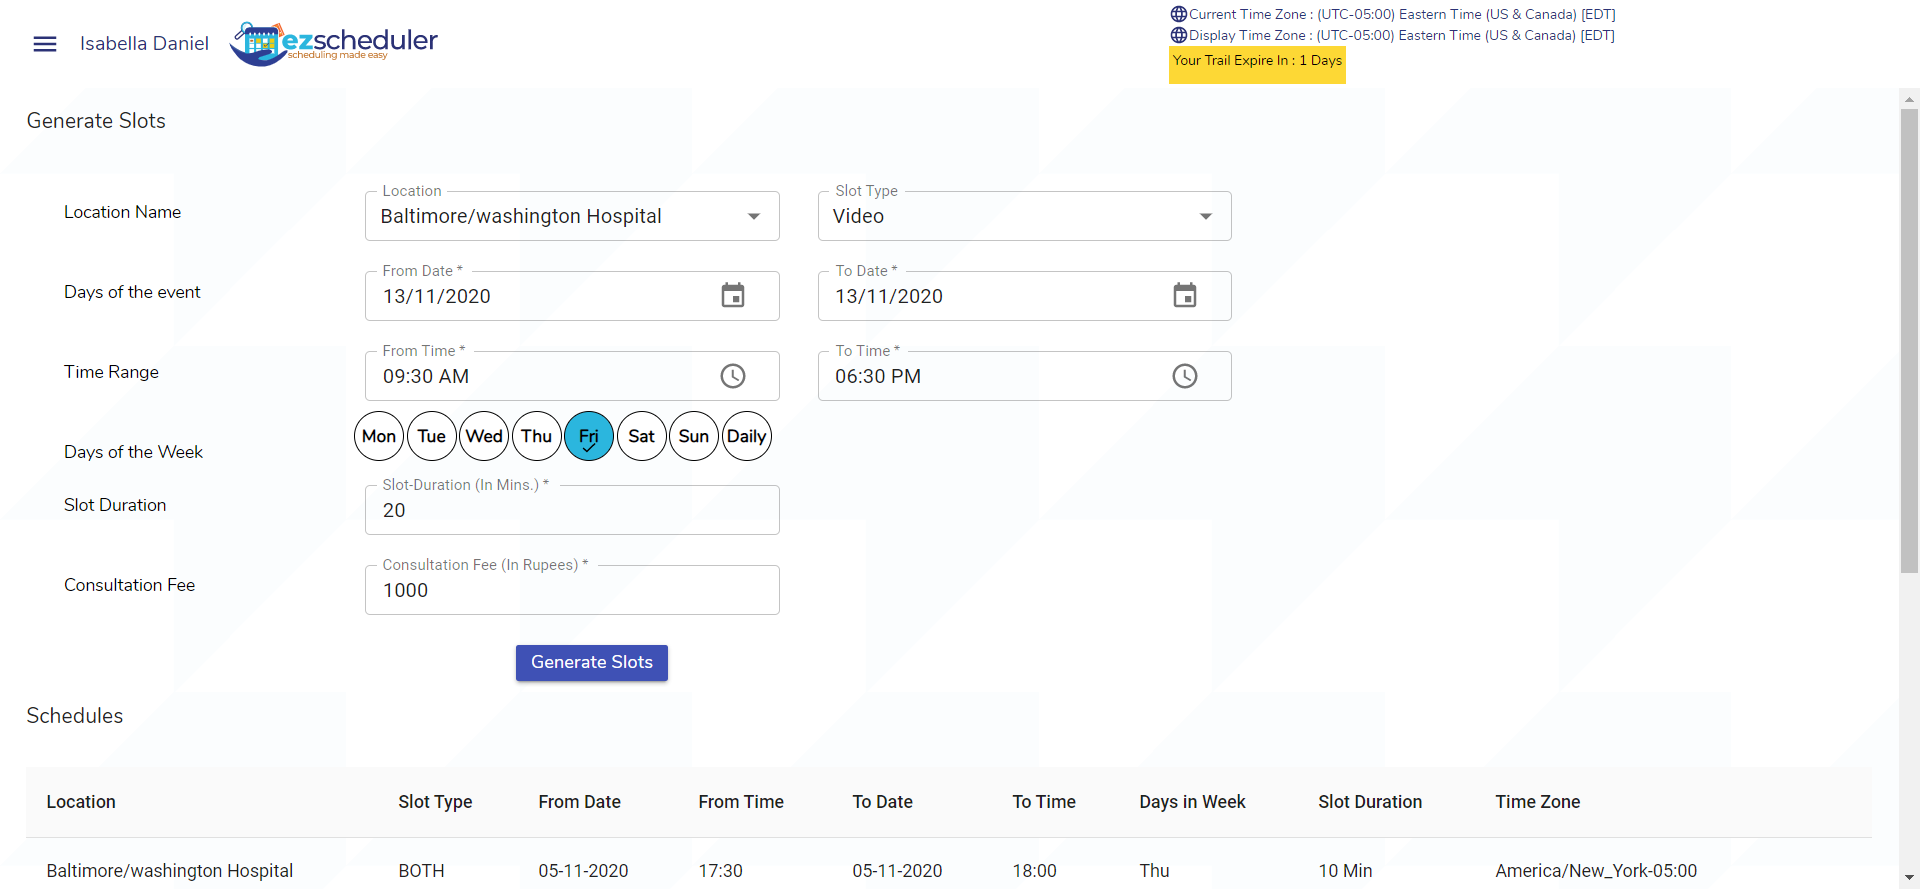 Isabella Daniel
ezscheduler
scheduling made easy
Current Time Zone : (UTC-05:00) Eastern Time (US & Canada) [EDT]
Display Time Zone : (UTC-05:00) Eastern Time (US & Canada) [EDT]
Your Trail Expire In : 1 Days
Generate Slots
Location Name
Location
Baltimore/washington Hospital
Slot Type
Video
Days of the event
From Date *
13/11/2020
To Date *
13/11/2020
Time Range
From Time *
09:30 AM
To Time *
06:30 PM
Days of the Week
Mon Tue Wed Thu Fri Sat Sun Daily
Slot Duration
Slot-Duration (In Mins.) *
20
Consultation Fee
Consultation Fee (In Rupees) *
1000
Generate Slots
Schedules
Location Slot Type From Date From Time To Date To Time Days in Week Slot Duration Time Zone
Baltimore/washington Hospital BOTH 05-11-2020 17:30 05-11-2020 18:00 Thu 10 Min America/New_York-05:00